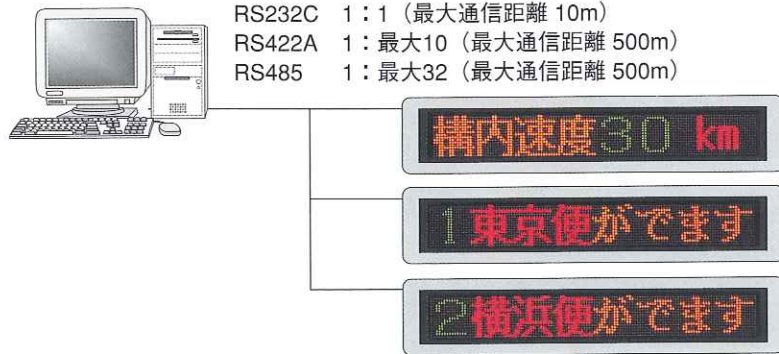 RS232C 1：1（最大通信距離 10m）
RS422A 1：最大10（最大通信距離 500m）
RS485 1：最大32（最大通信距離 500m）
構内速度30 km
1東京便がでます
2横浜便がでます